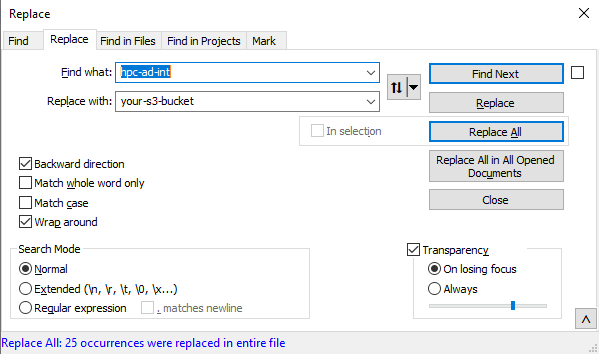 Replace
Find Replace Find in Files Find in Projects Mark
Find what: hpc-ad-int Find Next
Replace with: your-s3-bucket Replace
In selection Replace All
Backward direction Replace All in All Opened Documents
Match whole word only
Match case Close
Wrap around
Search Mode Transparency
Normal On losing focus
Extended (\n, \r, \t, \0, \x...) Always
Regular expression . matches newline
Replace All: 25 occurrences were replaced in entire file